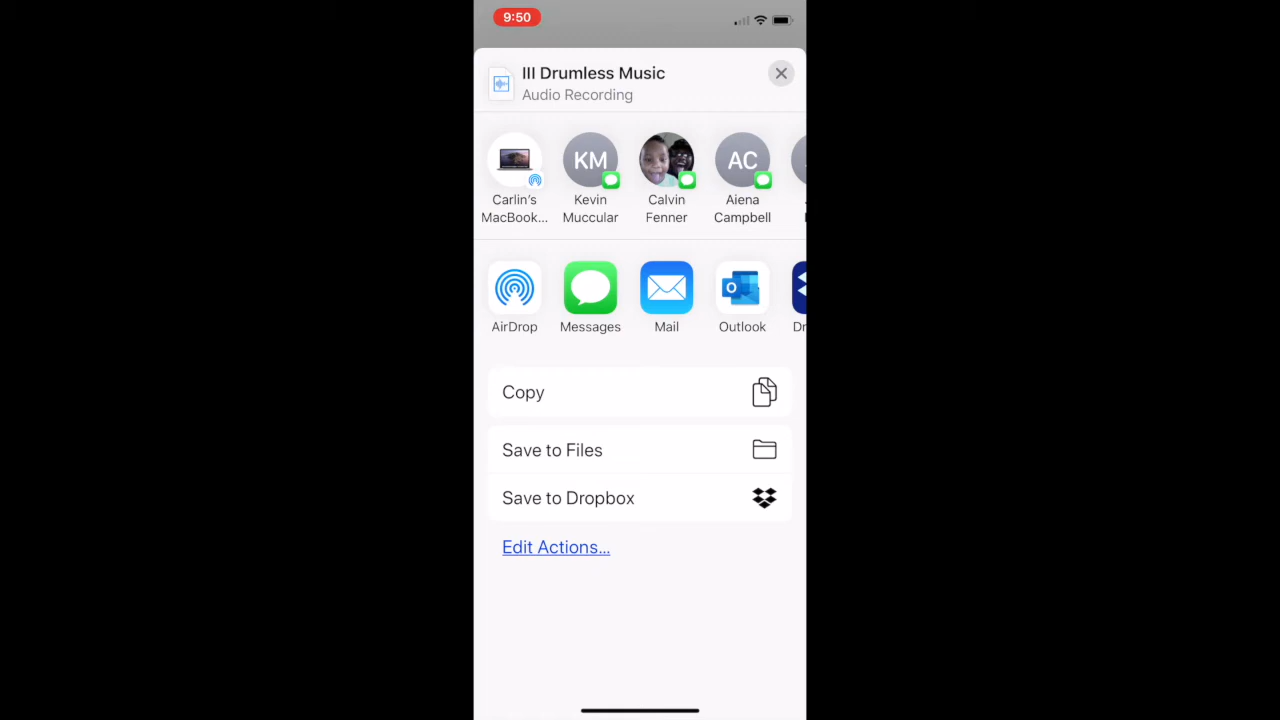 9:50
III Drumless Music
Audio Recording
KM
AC
Carlin's
MacBook...
Kevin
Muccular
Calvin
Fenner
Aiena
Campbell
AirDrop
Messages
Mail
Outlook
Copy
Save to Files
Save to Dropbox
Edit Actions...